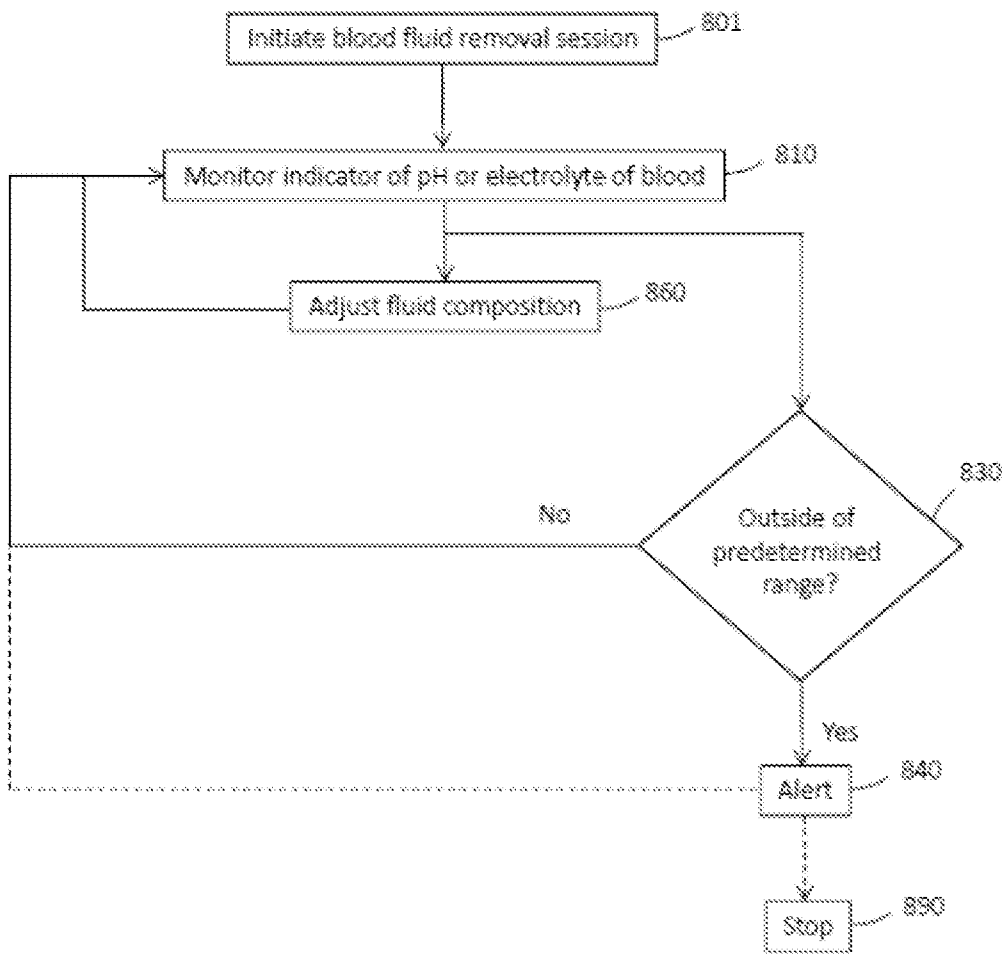 Initiate blood fluid removal session
801
Monitor indicator of pH or electrolyte of blood
810
Adjust fluid composition
860
830
No
Outside of
predetermined
range?
Yes
Alert
840
Stop
890